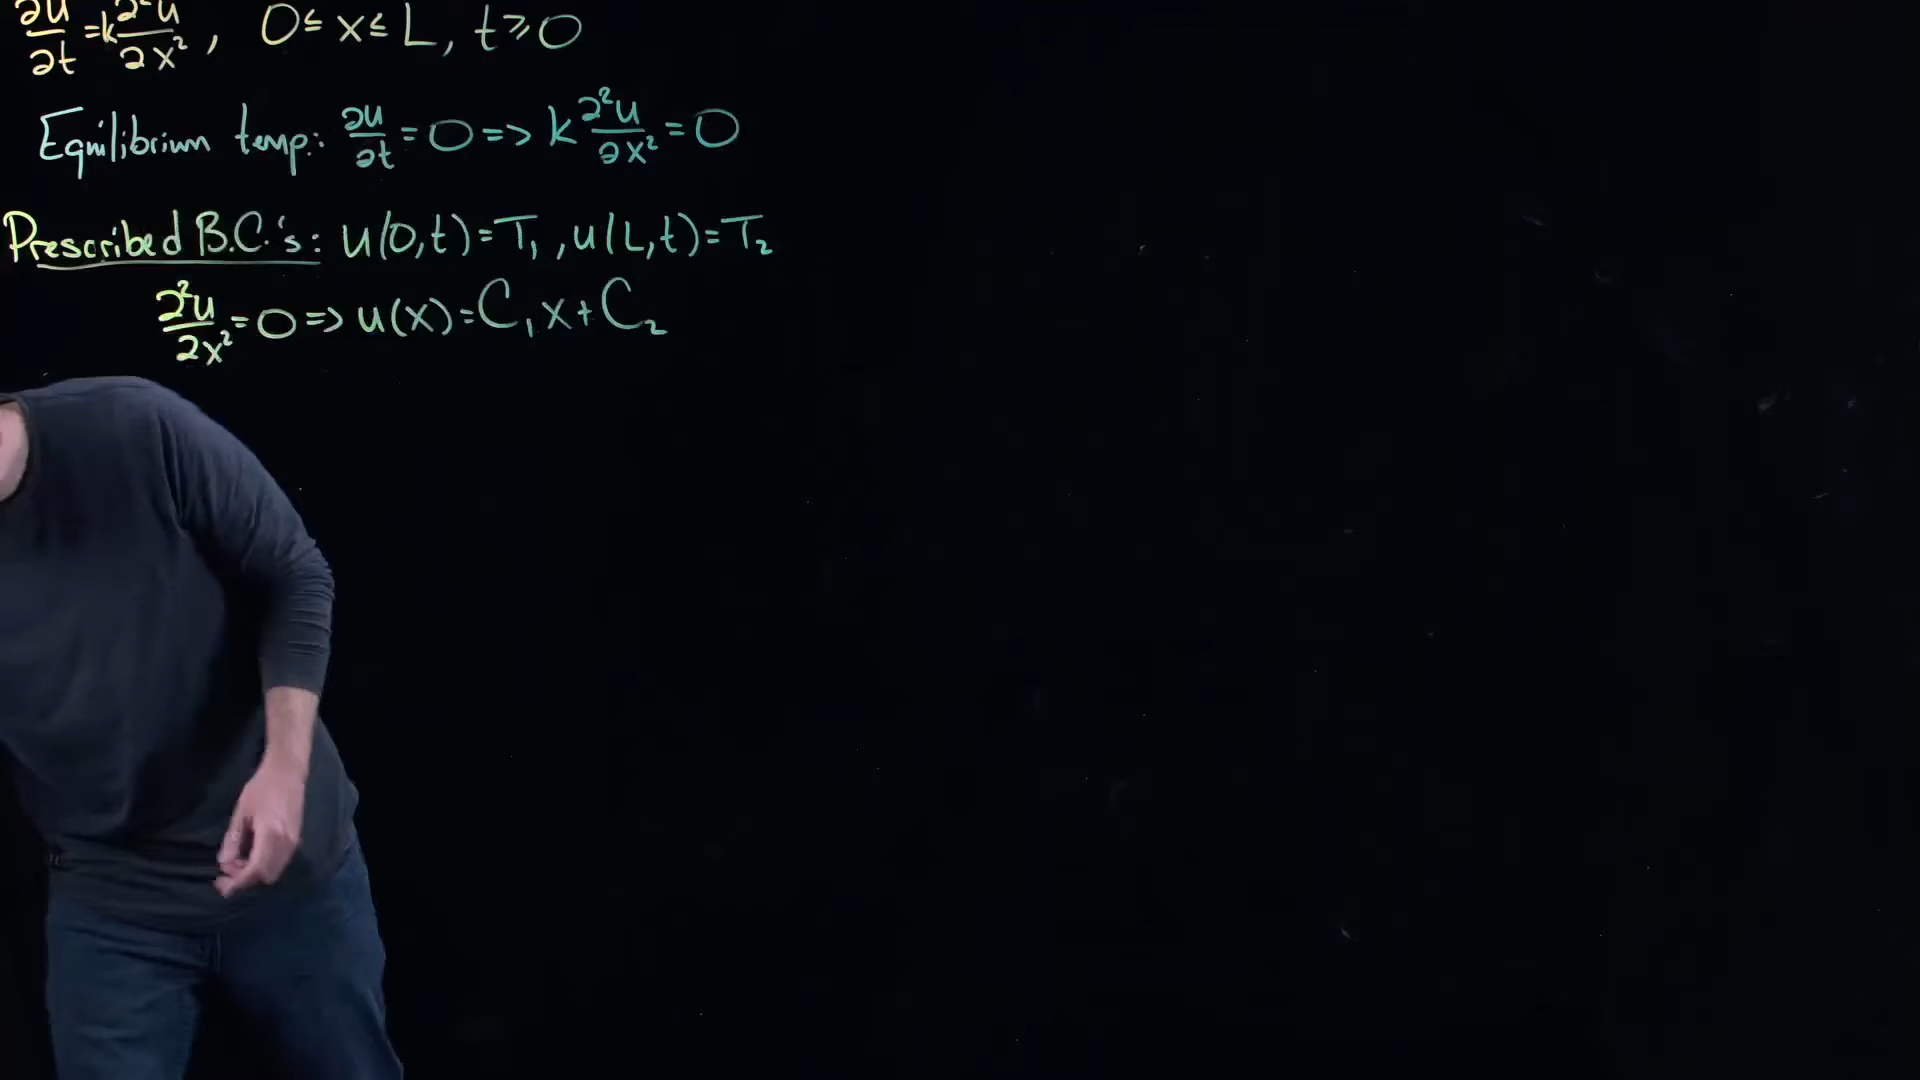 ∂u/∂t = k ∂²u/∂x² , 0 ≤ x ≤ L, t ≥ 0
Equilibrium temp.: ∂u/∂t = 0 => k ∂²u/∂x² = 0
Prescribed B.C.'s: u(0,t) = T₁ , u(L,t) = T₂
∂²u/∂x² = 0 => u(x) = C₁x + C₂